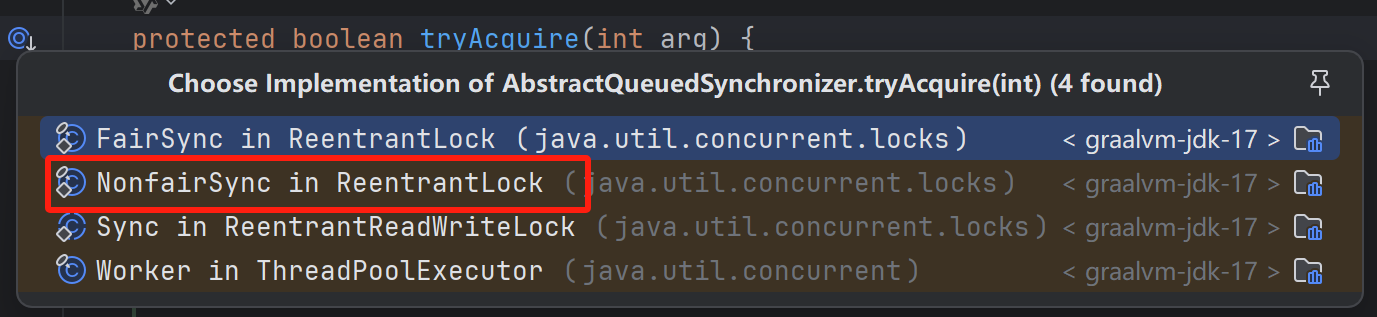 protected boolean tryAcquire(int arg) {
Choose Implementation of AbstractQueuedSynchronizer.tryAcquire(int) (4 found)
FairSync in ReentrantLock (java.util.concurrent.locks) < graalvm-jdk-17 >
NonfairSync in ReentrantLock (java.util.concurrent.locks) < graalvm-jdk-17 >
Sync in ReentrantReadWriteLock (java.util.concurrent.locks) < graalvm-jdk-17 >
Worker in ThreadPoolExecutor (java.util.concurrent) < graalvm-jdk-17 >